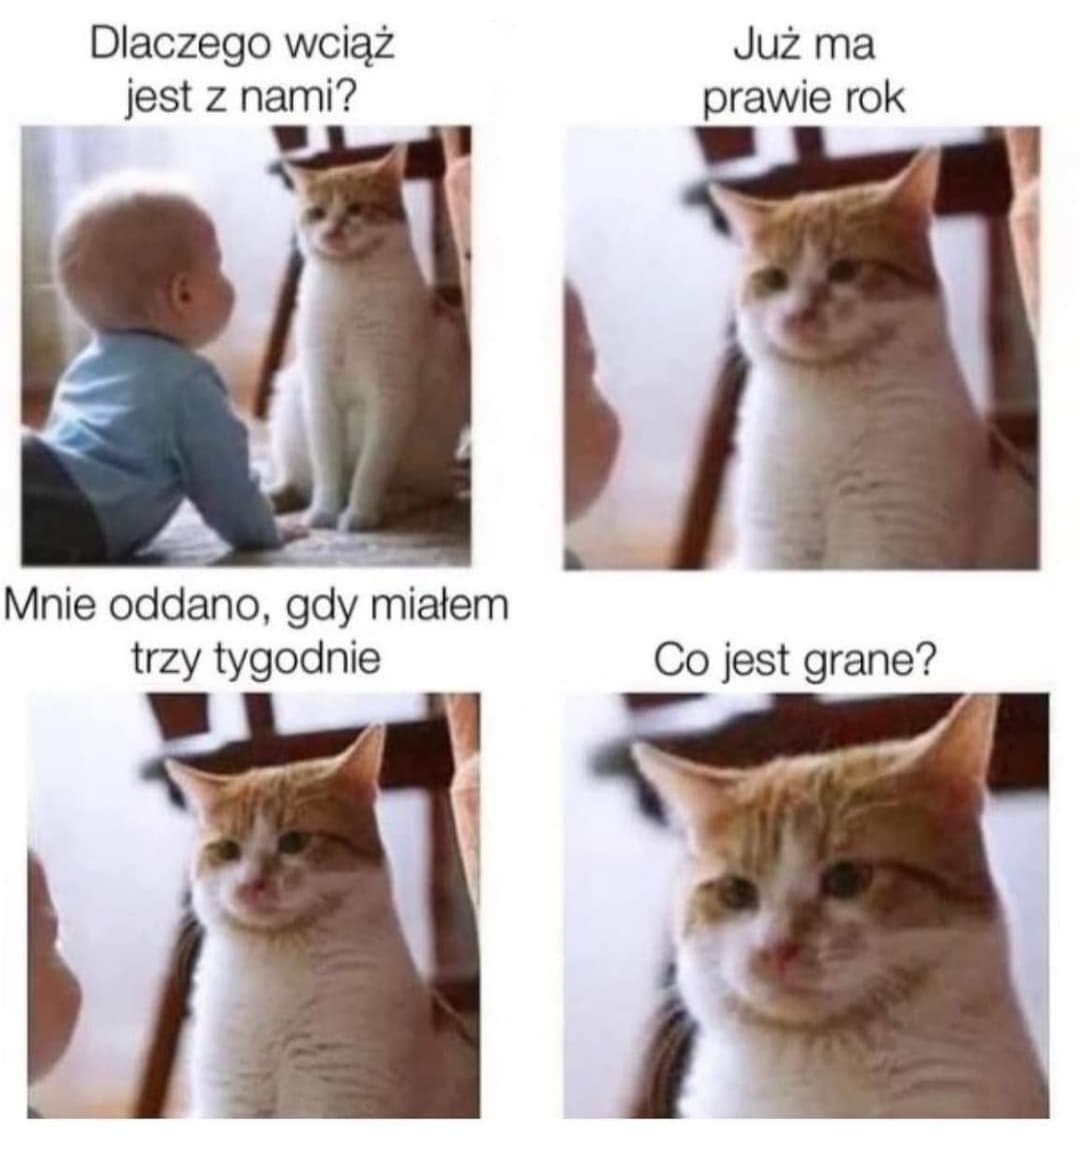 Dlaczego wciąż
jest z nami?
Już ma
prawie rok
Mnie oddano, gdy miałem
trzy tygodnie
Co jest grane?